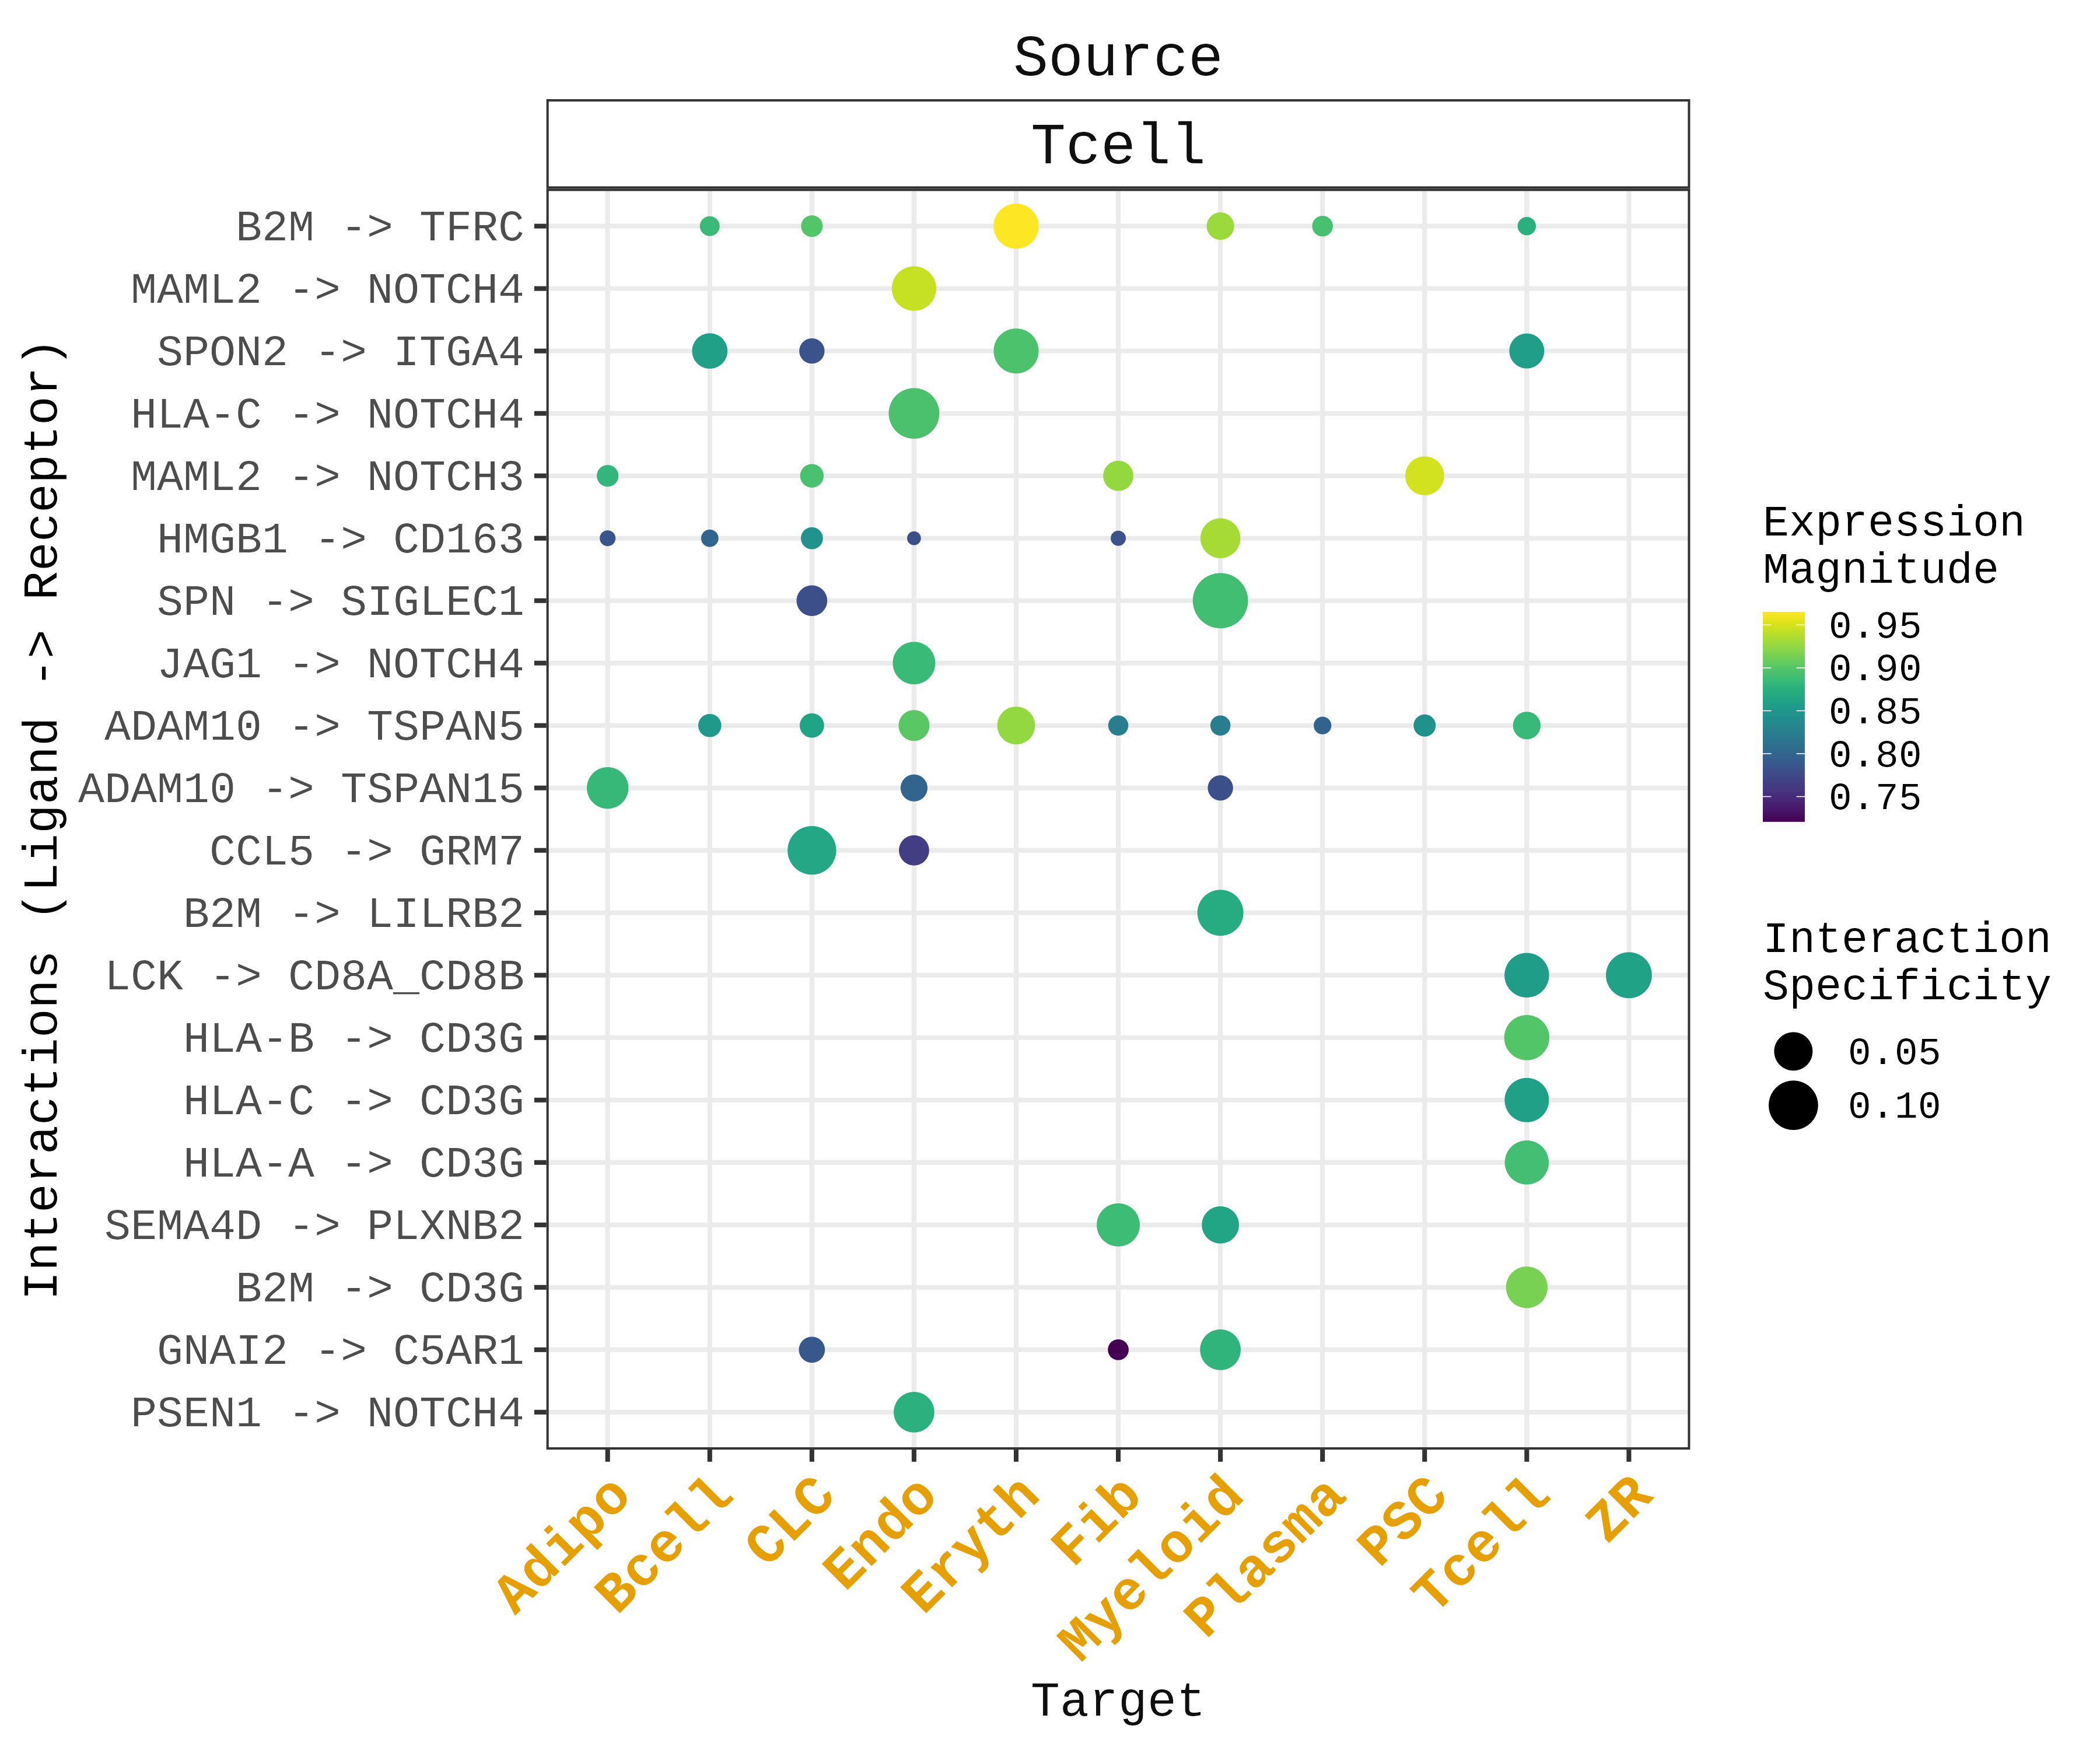 Source
Tcell
Interactions (Ligand -> Receptor)
B2M -> TFRC
MAML2 -> NOTCH4
SPON2 -> ITGA4
HLA-C -> NOTCH4
MAML2 -> NOTCH3
HMGB1 -> CD163
SPN -> SIGLEC1
JAG1 -> NOTCH4
ADAM10 -> TSPAN5
ADAM10 -> TSPAN15
CCL5 -> GRM7
B2M -> LILRB2
LCK -> CD8A_CD8B
HLA-B -> CD3G
HLA-C -> CD3G
HLA-A -> CD3G
SEMA4D -> PLXNB2
B2M -> CD3G
GNAI2 -> C5AR1
PSEN1 -> NOTCH4
Adipo
Bcell
CLC
Endo
Eryth
Fib
Myeloid
Plasma
PSC
Tcell
ZR
Target
Expression
Magnitude
0.95
0.90
0.85
0.80
0.75
Interaction
Specificity
0.05
0.10